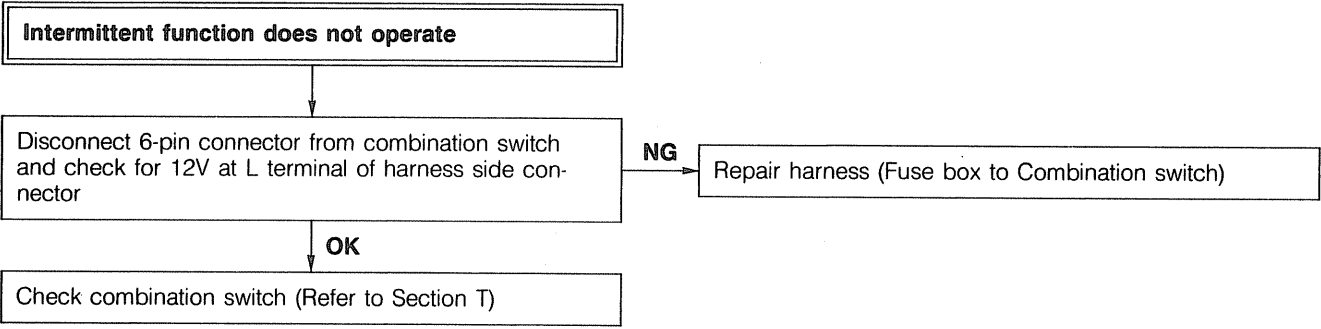 Intermittent function does not operate
Disconnect 6-pin connector from combination switch
and check for 12V at L terminal of harness side con-
nector
NG
Repair harness (Fuse box to Combination switch)
OK
Check combination switch (Refer to Section T)